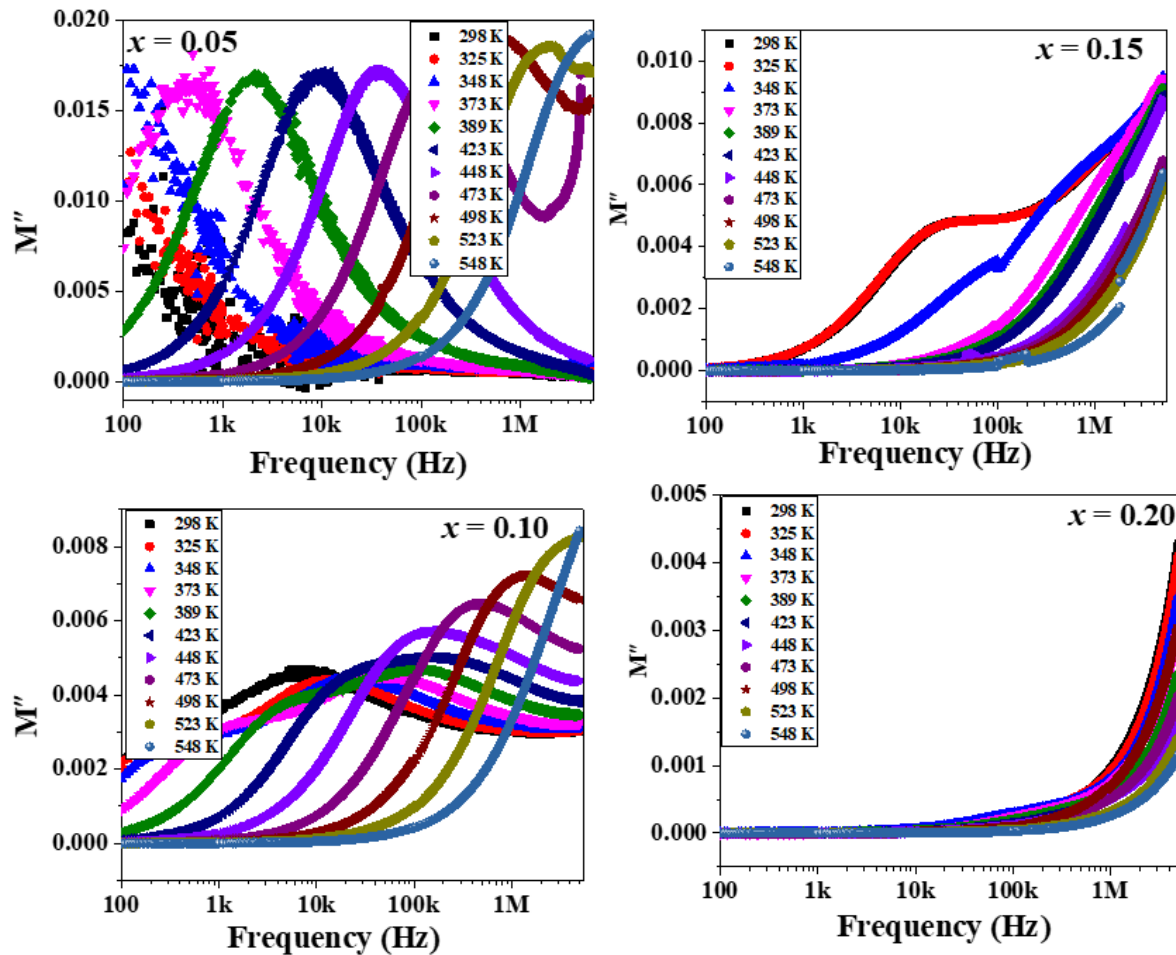 x = 0.05
298 K
325 K
348 K
373 K
389 K
423 K
448 K
473 K
498 K
523 K
548 K
M″
0.020
0.015
0.010
0.005
0.000
100 1k 10k 100k 1M
Frequency (Hz)
x = 0.15
298 K
325 K
348 K
373 K
389 K
423 K
448 K
473 K
498 K
523 K
548 K
M″
0.010
0.008
0.006
0.004
0.002
0.000
100 1k 10k 100k 1M
Frequency (Hz)
x = 0.10
298 K
325 K
348 K
373 K
389 K
423 K
448 K
473 K
498 K
523 K
548 K
M″
0.008
0.006
0.004
0.002
0.000
100 1k 10k 100k 1M
Frequency (Hz)
x = 0.20
298 K
325 K
348 K
373 K
389 K
423 K
448 K
473 K
498 K
523 K
548 K
M″
0.005
0.004
0.003
0.002
0.001
0.000
100 1k 10k 100k 1M
Frequency (Hz)